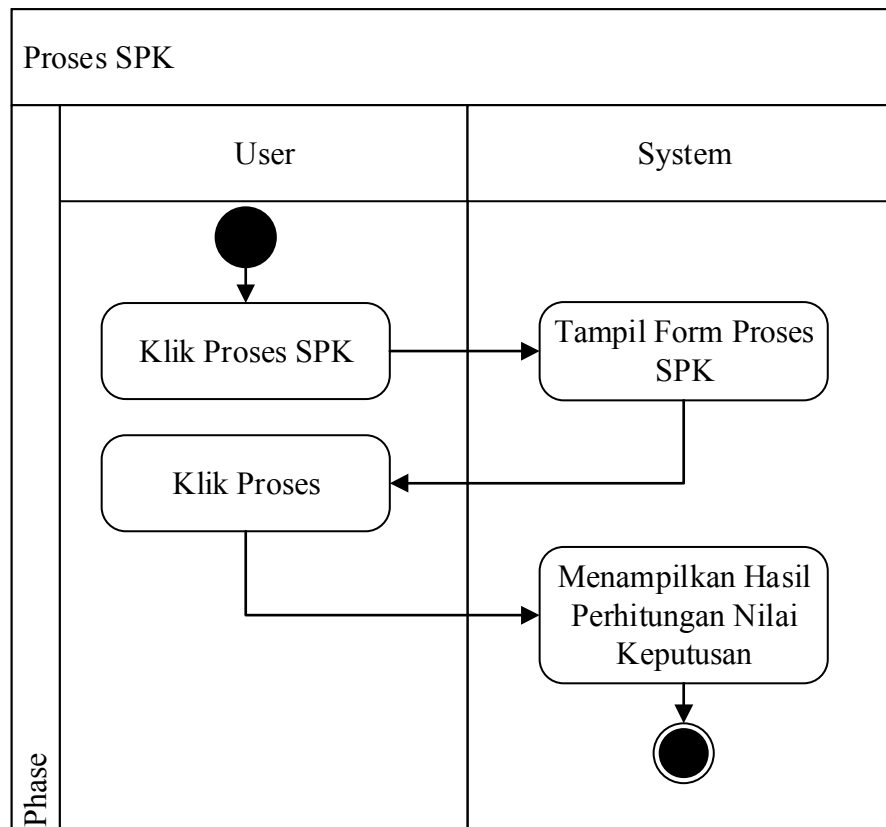 Proses SPK
User
System
Klik Proses SPK
Tampil Form Proses
SPK
Klik Proses
Menampilkan Hasil
Perhitungan Nilai
Keputusan
Phase